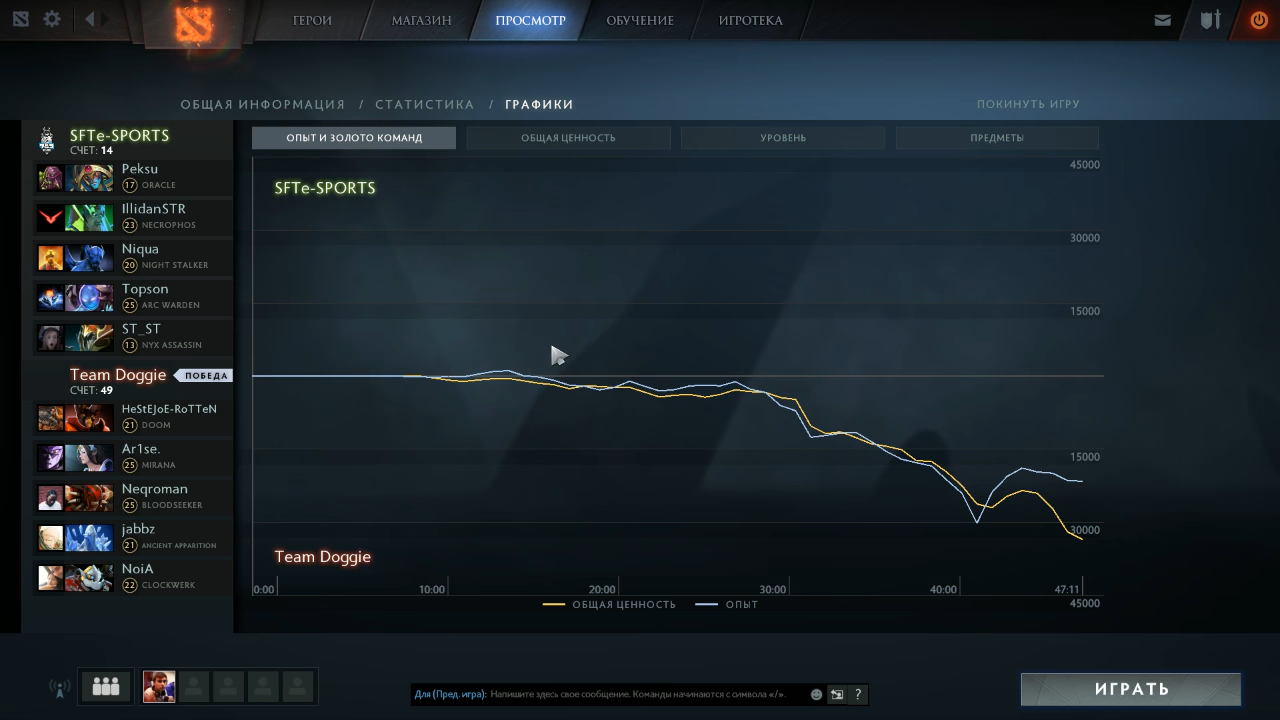 ГЕРОИ
МАГАЗИН
ПРОСМОТР
ОБУЧЕНИЕ
ИГРОТЕКА
ОБЩАЯ ИНФОРМАЦИЯ / СТАТИСТИКА / ГРАФИКИ
ПОКИНУТЬ ИГРУ
SFTe-SPORTS
СЧЕТ: 14
Peksu
17 ORACLE
IllidanSTR
23 NECROPHOS
Niqua
20 NIGHT STALKER
Topson
25 ARC WARDEN
ST_ST
13 NYX ASSASSIN
Team Doggie
ПОБЕДА
СЧЕТ: 49
HeStEJoE-RoTTeN
21 DOOM
Ar1se.
25 MIRANA
Neqroman
25 BLOODSEEKER
jabbz
21 ANCIENT APPARITION
NoiA
22 CLOCKWERK
ОПЫТ И ЗОЛОТО КОМАНД
ОБЩАЯ ЦЕННОСТЬ
УРОВЕНЬ
ПРЕДМЕТЫ
SFTe-SPORTS
45000
30000
15000
15000
30000
45000
Team Doggie
0:00
10:00
20:00
30:00
40:00
47:11
ОБЩАЯ ЦЕННОСТЬ
ОПЫТ
Для (Пред. игра): Напишите здесь свое сообщение. Команды начинаются с символа «/».
?
ИГРАТЬ